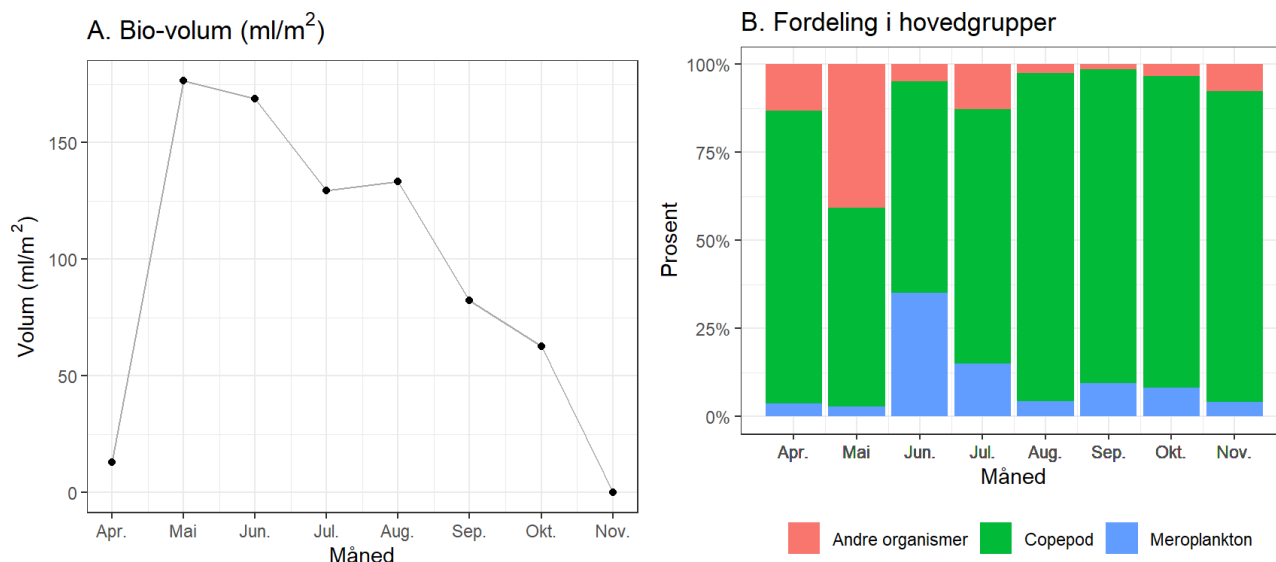 A. Bio-volum (ml/m²)
Volum (ml/m²)
150
100
50
0
Apr. Mai Jun. Jul. Aug. Sep. Okt. Nov.
Måned
B. Fordeling i hovedgrupper
Prosent
100%
75%
50%
25%
0%
Apr. Mai Jun. Jul. Aug. Sep. Okt. Nov.
Måned
Andre organismer Copepod Meroplankton